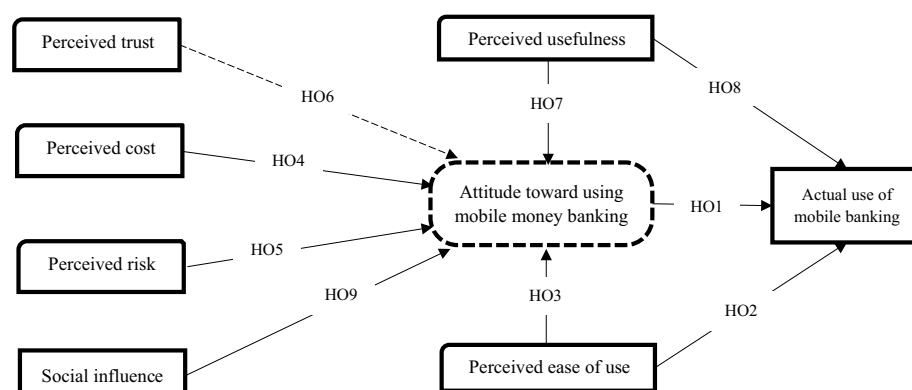 Perceived trust
Perceived usefulness
HO6
HO7
HO8
Perceived cost
HO4
Attitude toward using
mobile money banking
HO1
Actual use of
mobile banking
Perceived risk
HO5
HO9
HO3
HO2
Social influence
Perceived ease of use